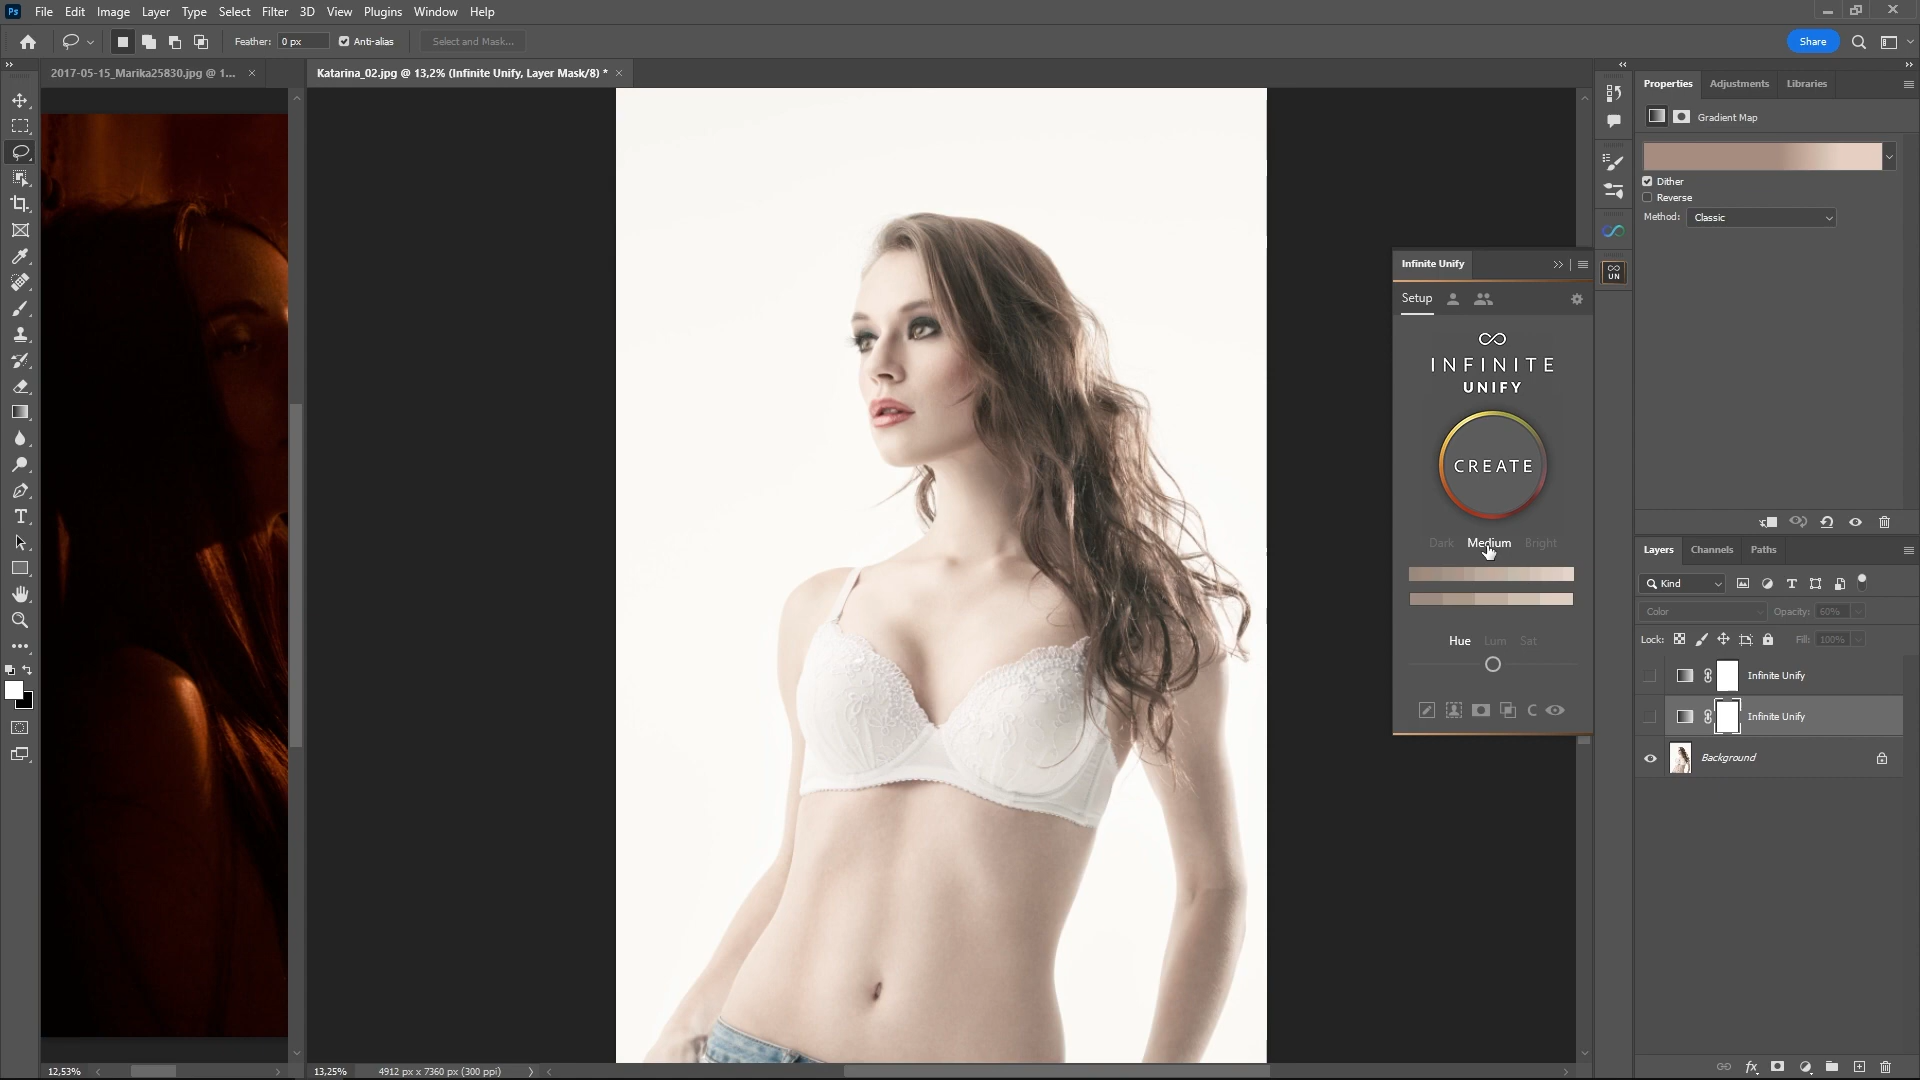 Ps File Edit Image Layer Type Select Filter 3D View Plugins Window Help
Feather: 0 px Anti-alias Select and Mask... Share
2017-05-15_Marika25830.jpg @ 1... × Katarina_02.jpg @ 13,2% (Infinite Unify, Layer Mask/8) * ×
Properties Adjustments Libraries
Gradient Map
Dither
Reverse
Method: Classic
Infinite Unify
UN
Setup
INFINITE
UNIFY
CREATE
Dark Medium Bright
Hue Lum Sat
C
Layers Channels Paths
Kind
Color Opacity: 60%
Lock: Fill: 100%
Infinite Unify
Infinite Unify
Background
fx
12,53% 13,25% 4912 px x 7360 px (300 ppi)